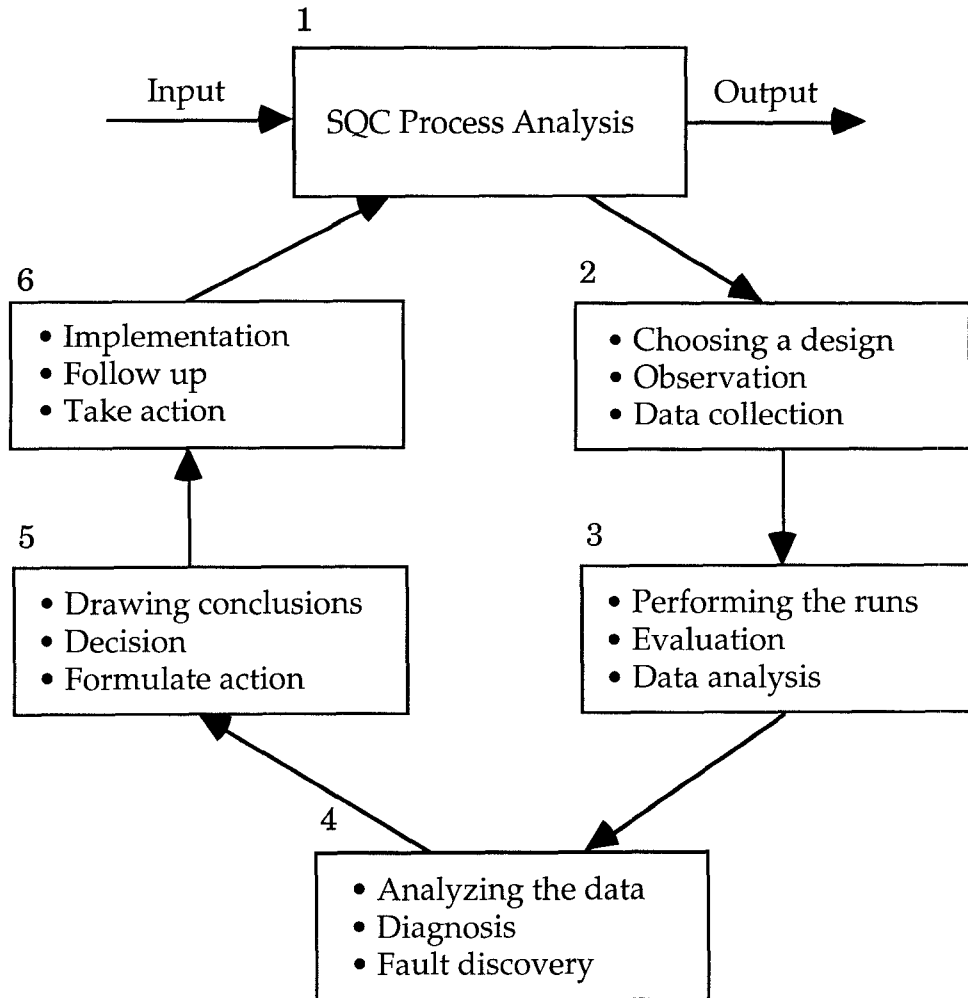 1
Input
SQC Process Analysis
Output
6
• Implementation
• Follow up
• Take action
2
• Choosing a design
• Observation
• Data collection
5
• Drawing conclusions
• Decision
• Formulate action
3
• Performing the runs
• Evaluation
• Data analysis
4
• Analyzing the data
• Diagnosis
• Fault discovery